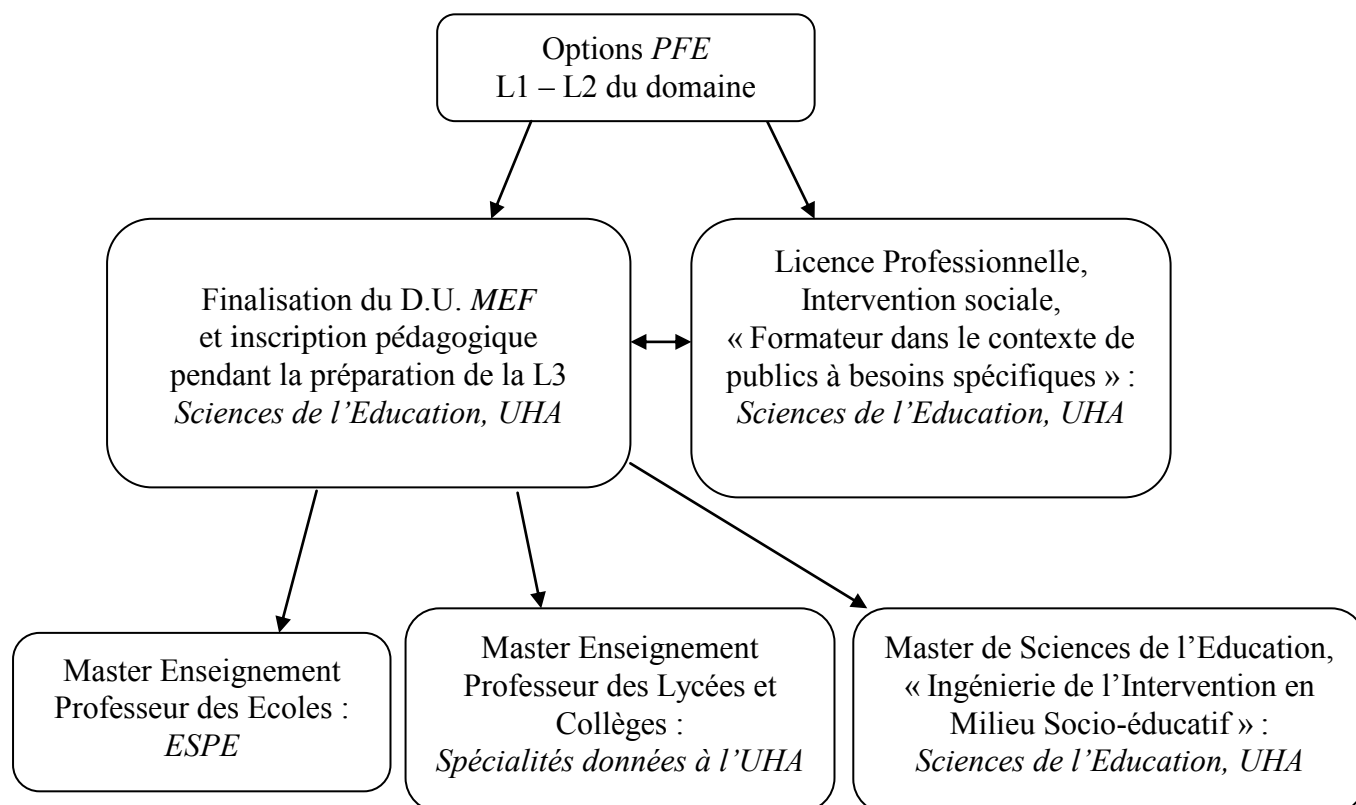 Options PFE
L1 – L2 du domaine
Finalisation du D.U. MEF
et inscription pédagogique
pendant la préparation de la L3
Sciences de l’Education, UHA
Licence Professionnelle,
Intervention sociale,
« Formateur dans le contexte de
publics à besoins spécifiques » :
Sciences de l’Education, UHA
Master Enseignement
Professeur des Ecoles :
ESPE
Master Enseignement
Professeur des Lycées et
Collèges :
Spécialités données à l’UHA
Master de Sciences de l’Education,
« Ingénierie de l’Intervention en
Milieu Socio-éducatif » :
Sciences de l’Education, UHA